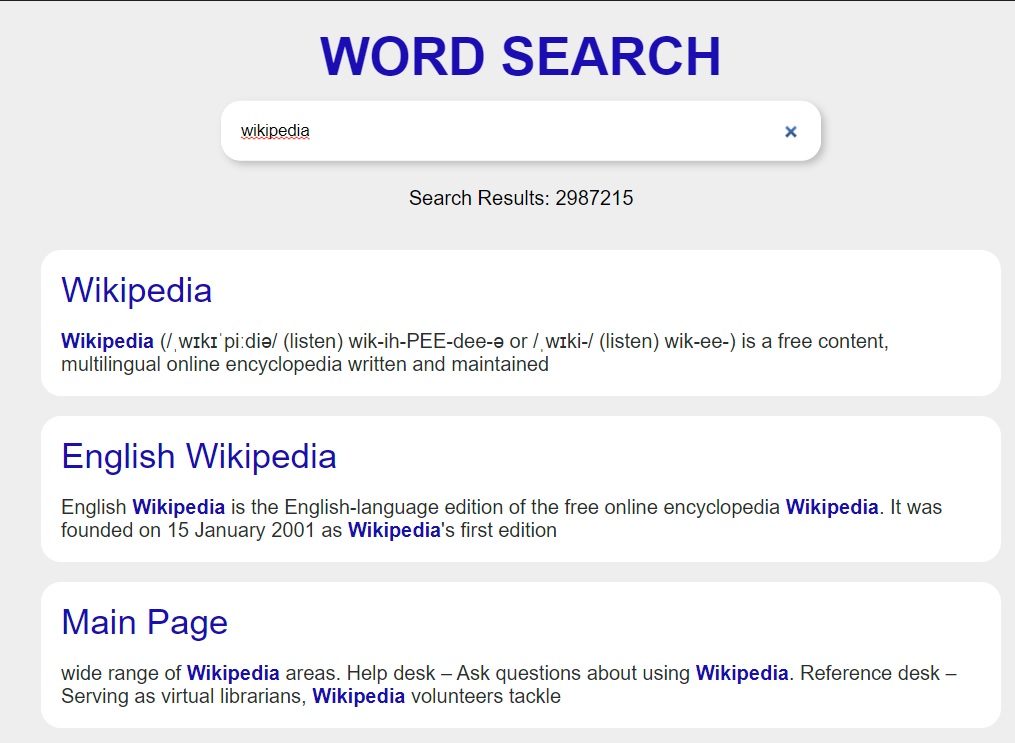 WORD SEARCH
wikipedia
Search Results: 2987215
Wikipedia
Wikipedia (/ˌwɪkɪˈpiːdiə/ (listen) wik-ih-PEE-dee-ə or /ˌwɪki-/ (listen) wik-ee-) is a free content,
multilingual online encyclopedia written and maintained
English Wikipedia
English Wikipedia is the English-language edition of the free online encyclopedia Wikipedia. It was
founded on 15 January 2001 as Wikipedia's first edition
Main Page
wide range of Wikipedia areas. Help desk – Ask questions about using Wikipedia. Reference desk –
Serving as virtual librarians, Wikipedia volunteers tackle